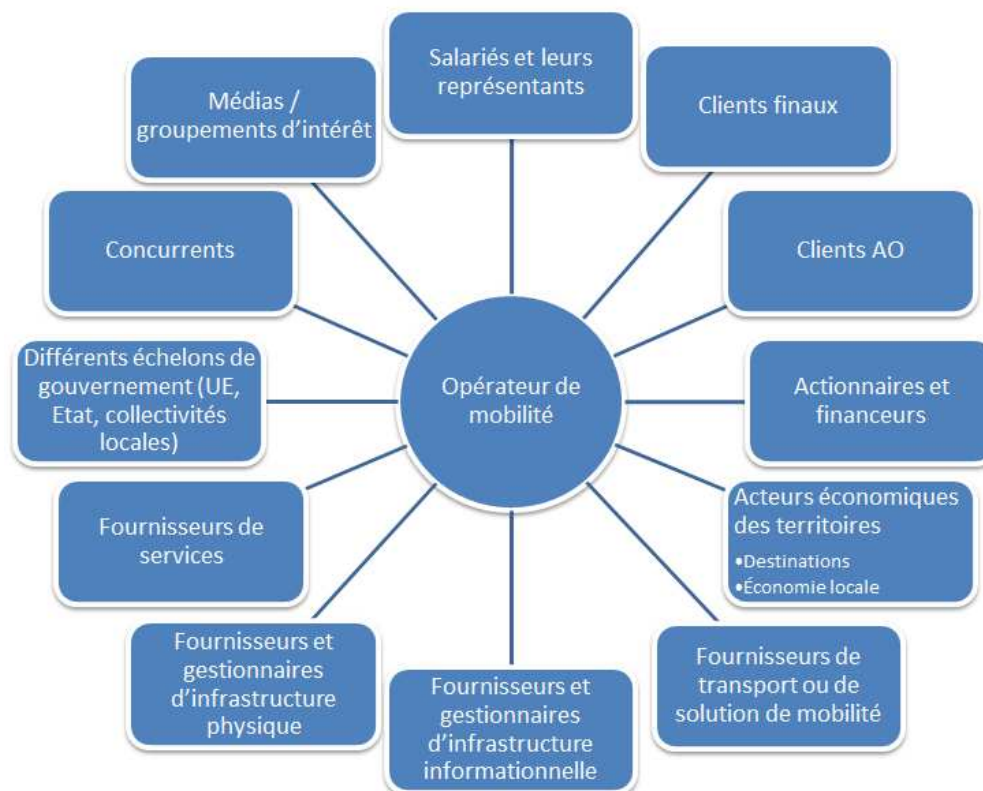 Salariés et leurs
représentants
Clients finaux
Clients AO
Actionnaires et
financeurs
Acteurs économiques
des territoires
•Destinations
•Économie locale
Fournisseurs de
transport ou de
solution de mobilité
Fournisseurs et
gestionnaires
d’infrastructure
informationnelle
Fournisseurs et
gestionnaires
d’infrastructure
physique
Fournisseurs de
services
Différents échelons de
gouvernement (UE,
Etat, collectivités
locales)
Concurrents
Médias /
groupements d’intérêt
Opérateur de
mobilité